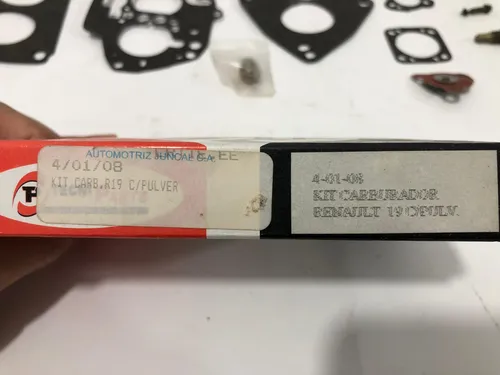 AUTOMOTRIZ JUNCAL S.A.
4/01/08
KIT CARB.R19 C/PULVER
4-01-08
KIT CARBURADOR
RENAULT 19 C/PULV.